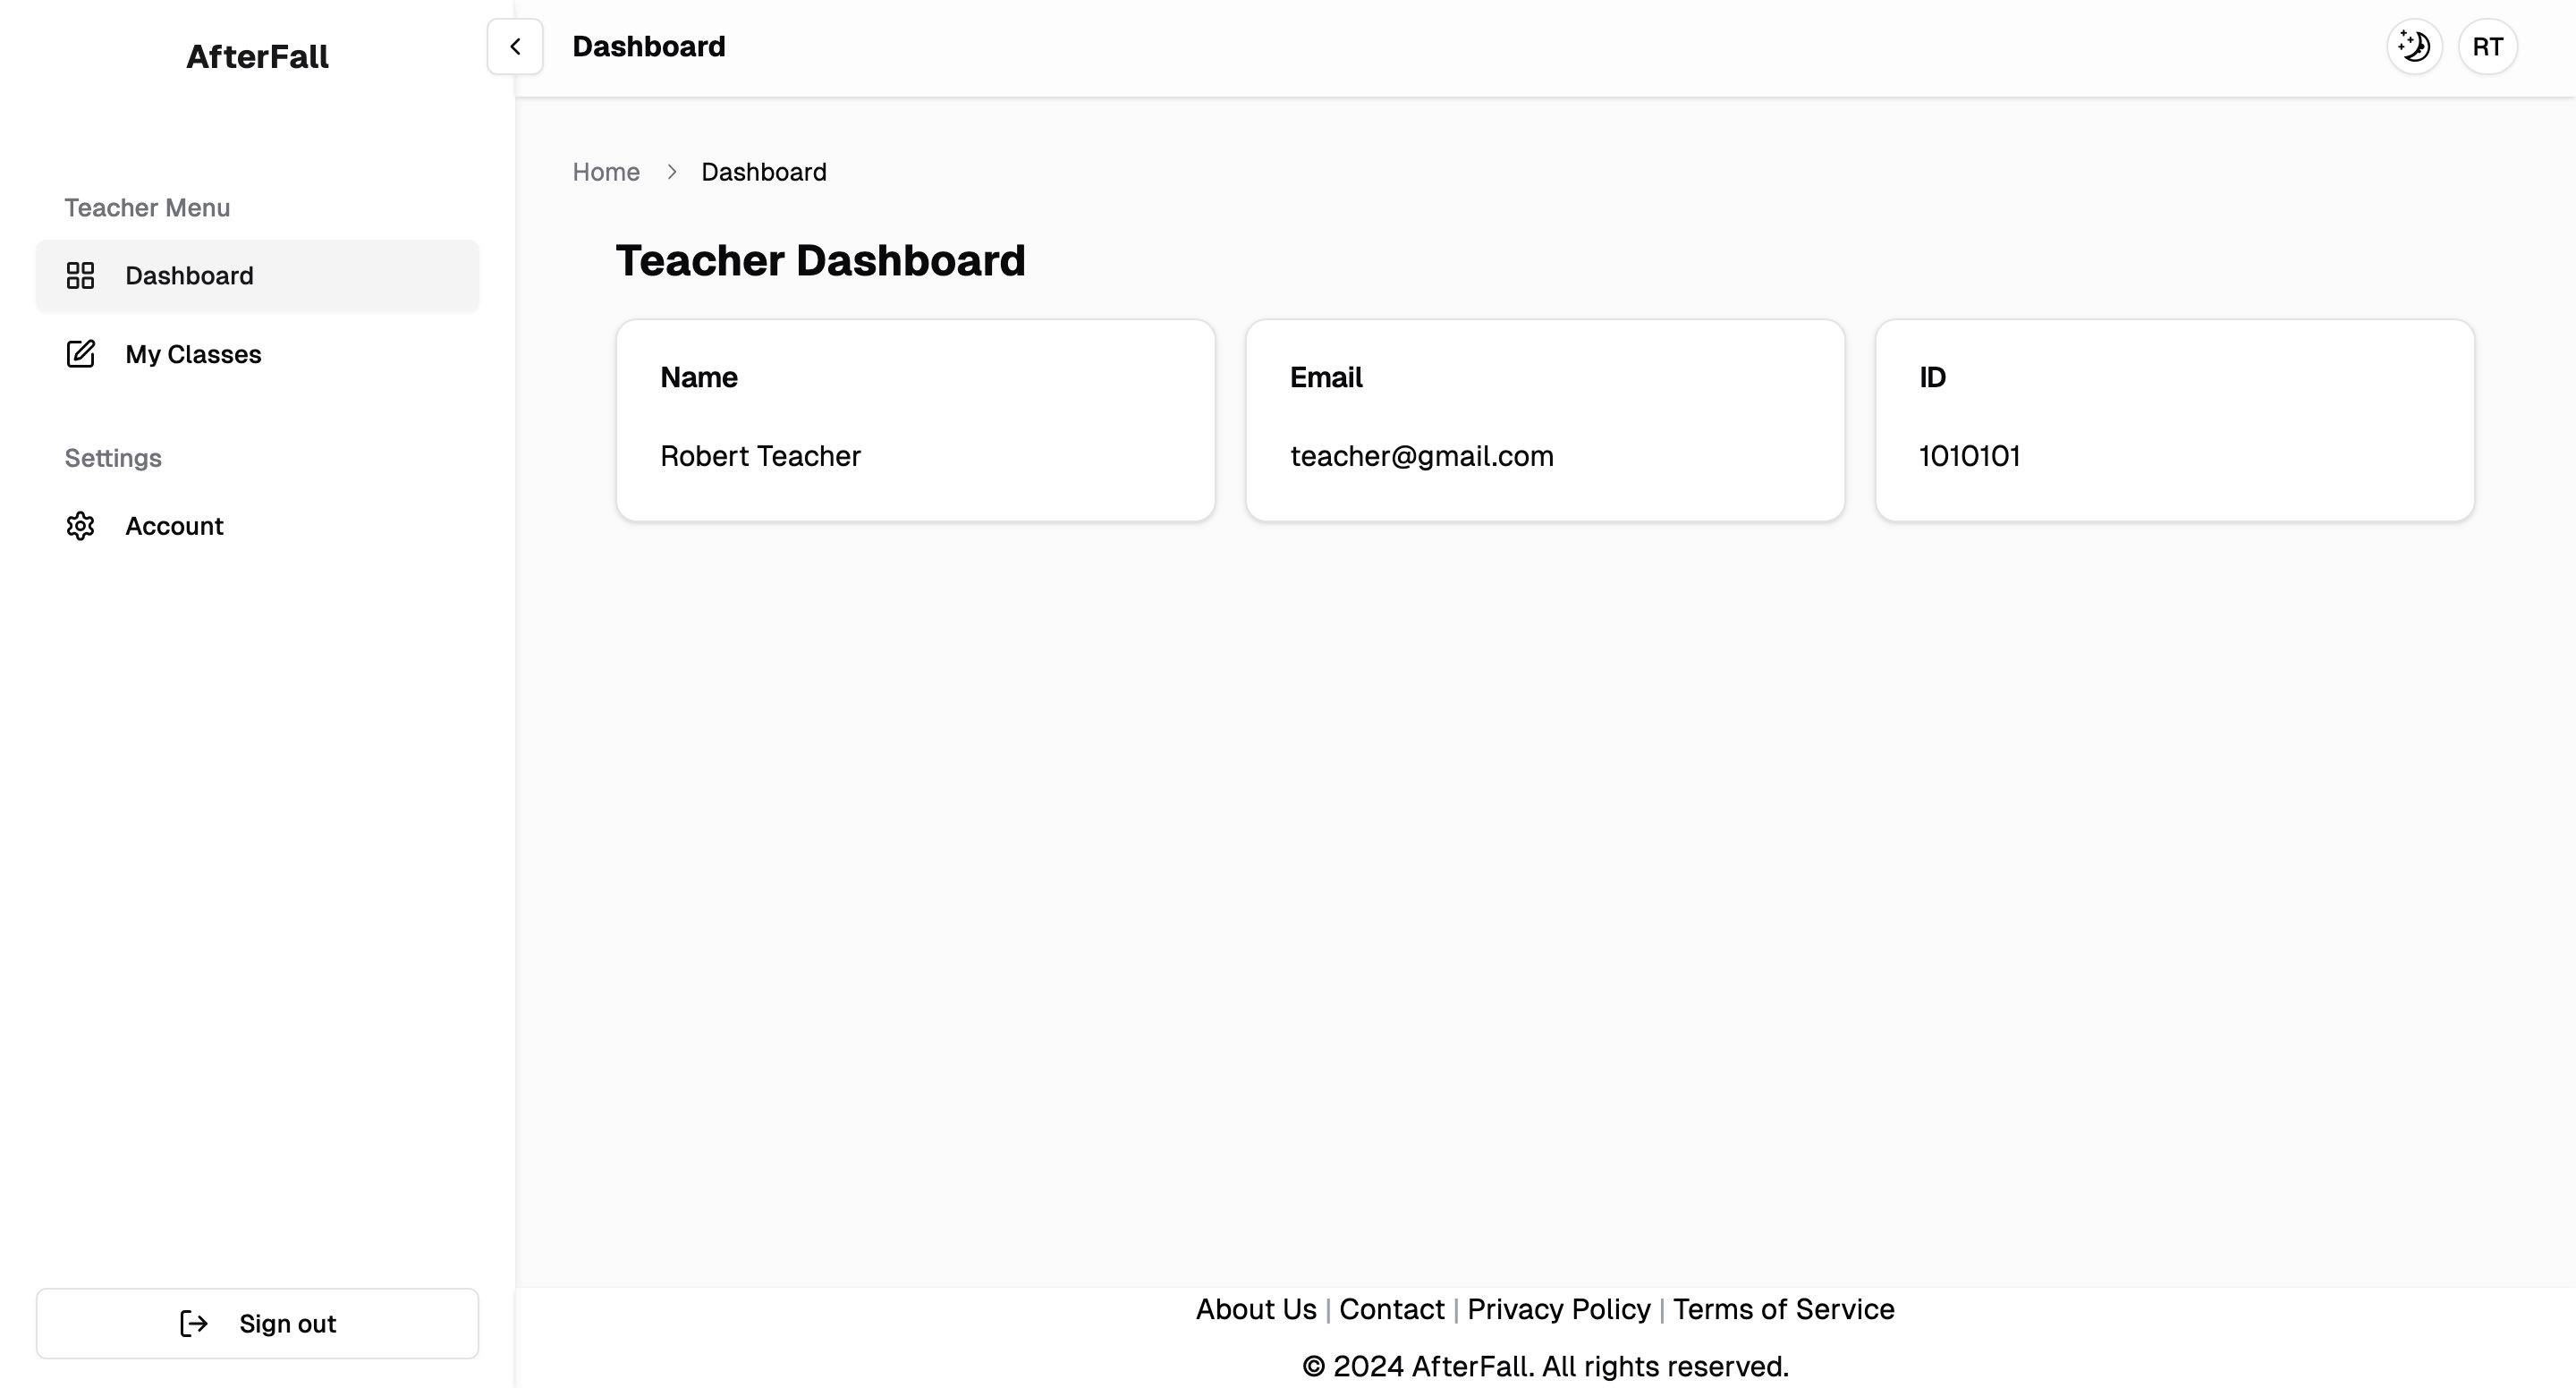 AfterFall
Dashboard
RT
Teacher Menu
Dashboard
My Classes
Settings
Account
Sign out
Home
Dashboard
Teacher Dashboard
Name
Robert Teacher
Email
teacher@gmail.com
ID
1010101
About Us | Contact | Privacy Policy | Terms of Service
© 2024 AfterFall. All rights reserved.